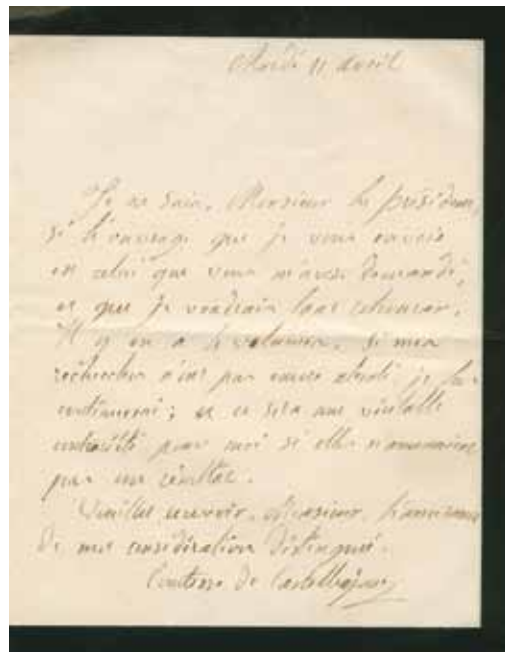 Mardi 11 avril
Je ne sais, Monsieur le président,
si l'ouvrage que je vous envoie
est celui que vous m'avez demandé,
et que je voudrais tant retrouver.
Il y en a volumes. Si mes
recherches n'ont pas encore abouti je les
continuerai ; et ce sera une véritable
pour moi si elles n'amenaient
pas un résultat.
Veuillez recevoir, Monsieur, l'assurance
de ma considération distinguée.
Comtesse de Castelbajac